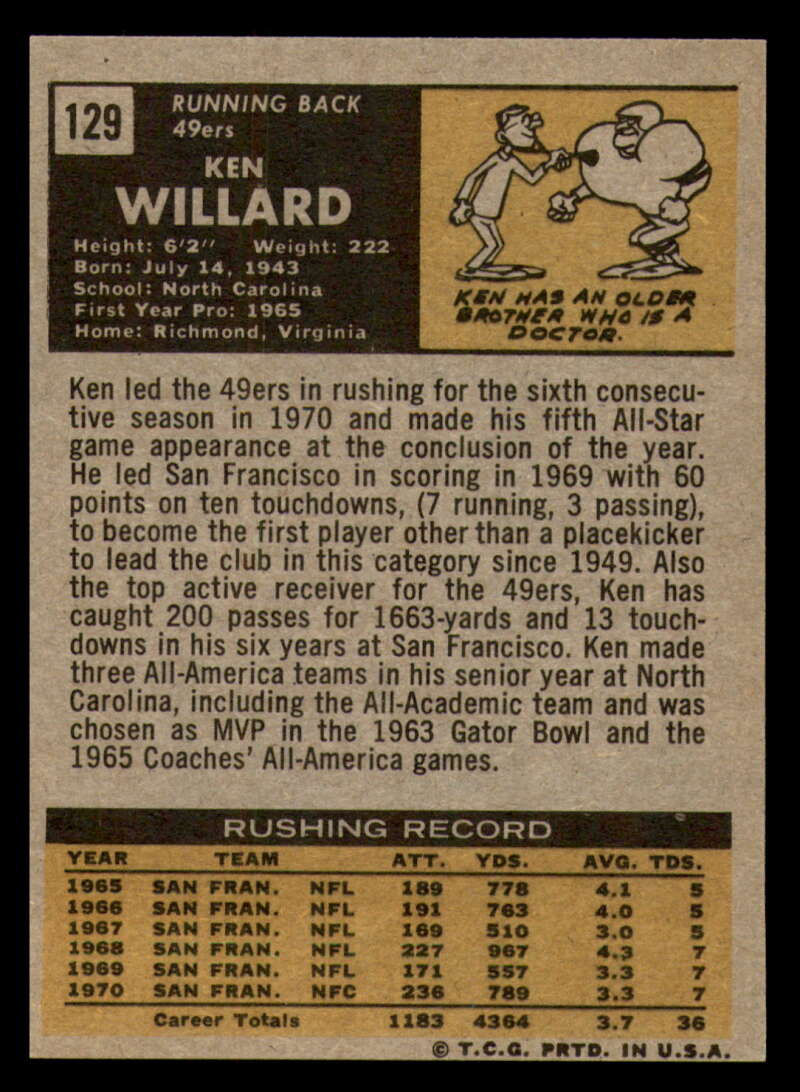 129
RUNNING BACK
49ers
KEN
WILLARD
Height: 6'2" Weight: 222
Born: July 14, 1943
School: North Carolina
First Year Pro: 1965
Home: Richmond, Virginia
KEN HAS AN OLDER
BROTHER WHO IS A
DOCTOR.
Ken led the 49ers in rushing for the sixth consecu-
tive season in 1970 and made his fifth All-Star
game appearance at the conclusion of the year.
He led San Francisco in scoring in 1969 with 60
points on ten touchdowns, (7 running, 3 passing),
to become the first player other than a placekicker
to lead the club in this category since 1949. Also
the top active receiver for the 49ers, Ken has
caught 200 passes for 1663-yards and 13 touch-
downs in his six years at San Francisco. Ken made
three All-America teams in his senior year at North
Carolina, including the All-Academic team and was
chosen as MVP in the 1963 Gator Bowl and the
1965 Coaches' All-America games.
RUSHING RECORD
YEAR TEAM ATT. YDS. AVG. TDS.
1965 SAN FRAN. NFL 189 778 4.1 5
1966 SAN FRAN. NFL 191 763 4.0 5
1967 SAN FRAN. NFL 169 510 3.0 5
1968 SAN FRAN. NFL 227 967 4.3 7
1969 SAN FRAN. NFL 171 557 3.3 7
1970 SAN FRAN. NFC 236 789 3.3 7
Career Totals 1183 4364 3.7 36
© T.C.G. PRTD. IN U.S.A.